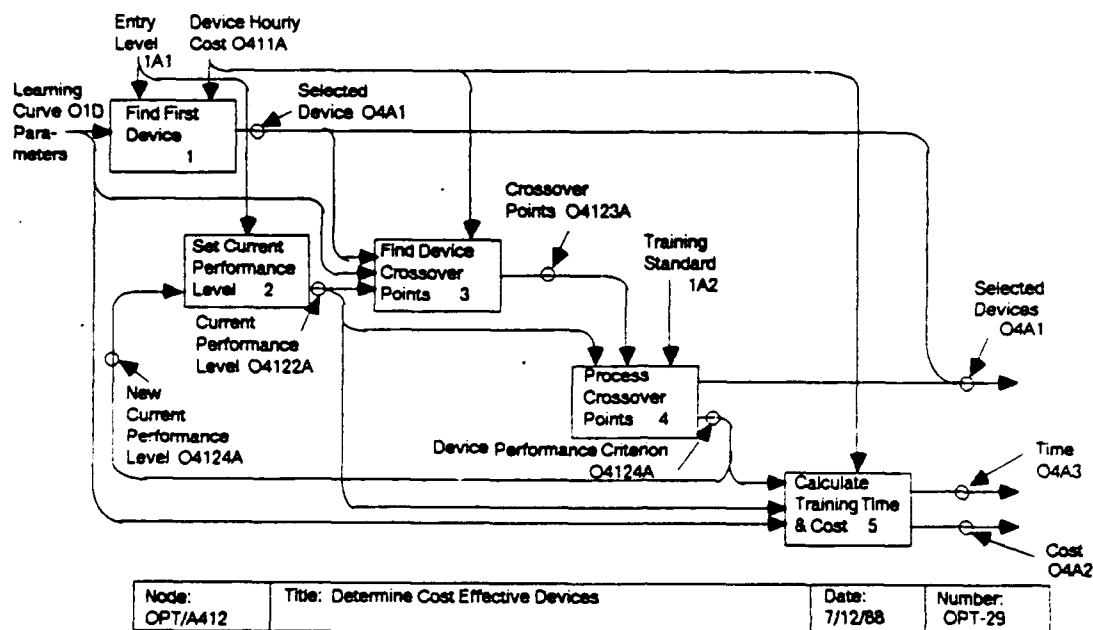 Entry
Level
1A1
Device Hourly
Cost O411A
Learning
Curve O1D
Para-
meters
Find First
Device
1
Selected
Device O4A1
Crossover
Points O4123A
Training
Standard
1A2
Set Current
Performance
Level 2
Find Device
Crossover
Points 3
Selected
Devices
O4A1
Current
Performance
Level O4122A
New
Current
Performance
Level O4124A
Process
Crossover
Points 4
Device Performance Criterion
O4124A
Calculate
Training Time
& Cost 5
Time
O4A3
Cost
O4A2
Node:
OPT/A412
Title: Determine Cost Effective Devices
Date:
7/12/88
Number:
OPT-29